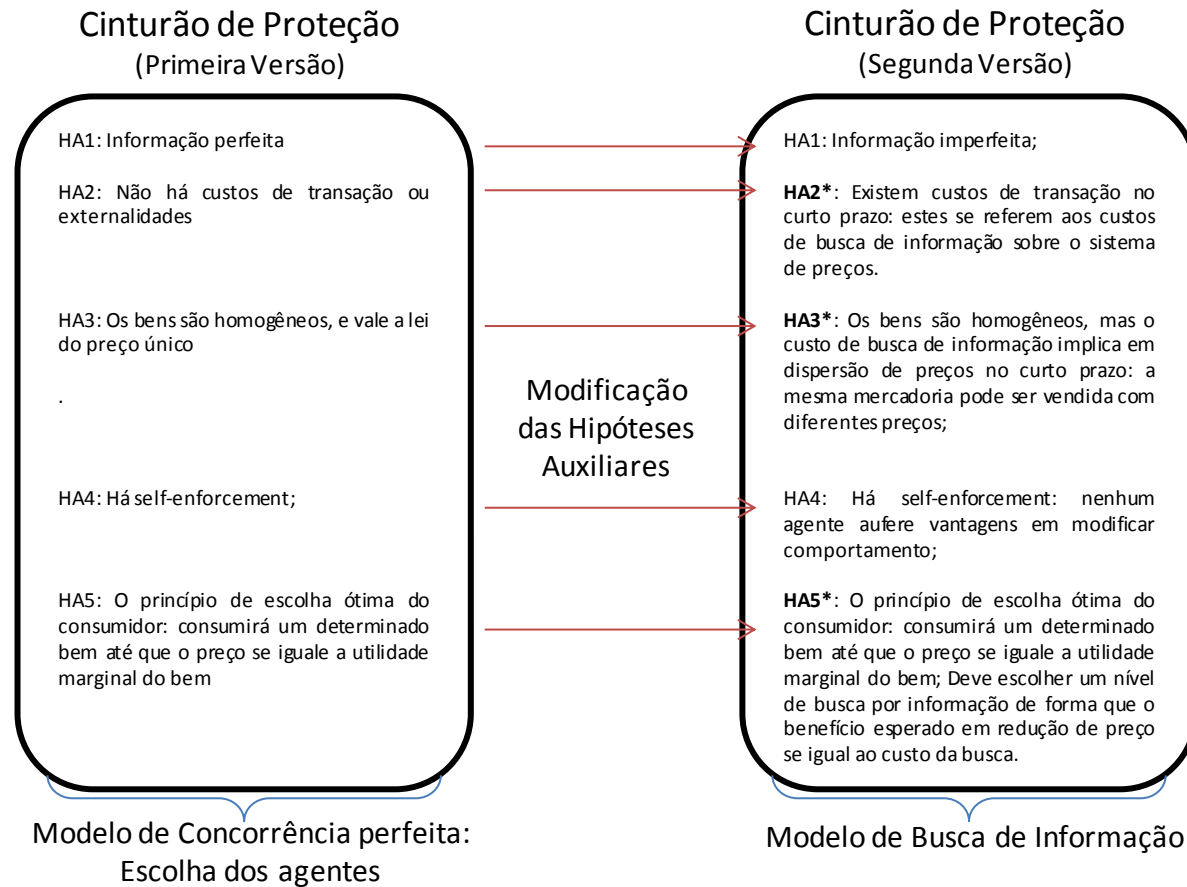 Cinturão de Proteção
(Primeira Versão)
HA1: Informação perfeita
HA2: Não há custos de transação ou
externalidades
HA3: Os bens são homogêneos, e vale a lei
do preço único
.
HA4: Há self-enforcement;
HA5: O princípio de escolha ótima do
consumidor: consumirá um determinado
bem até que o preço se iguale a utilidade
marginal do bem
Modelo de Concorrência perfeita:
Escolha dos agentes
Modificação
das Hipóteses
Auxiliares
Cinturão de Proteção
(Segunda Versão)
HA1: Informação imperfeita;
HA2*: Existem custos de transação no
curto prazo: estes se referem aos custos
de busca de informação sobre o sistema
de preços.
HA3*: Os bens são homogêneos, mas o
custo de busca de informação implica em
dispersão de preços no curto prazo: a
mesma mercadoria pode ser vendida com
diferentes preços;
HA4: Há self-enforcement: nenhum
agente aufere vantagens em modificar
comportamento;
HA5*: O princípio de escolha ótima do
consumidor: consumirá um determinado
bem até que o preço se iguale a utilidade
marginal do bem; Deve escolher um nível
de busca por informação de forma que o
benefício esperado em redução de preço
se igual ao custo da busca.
Modelo de Busca de Informação